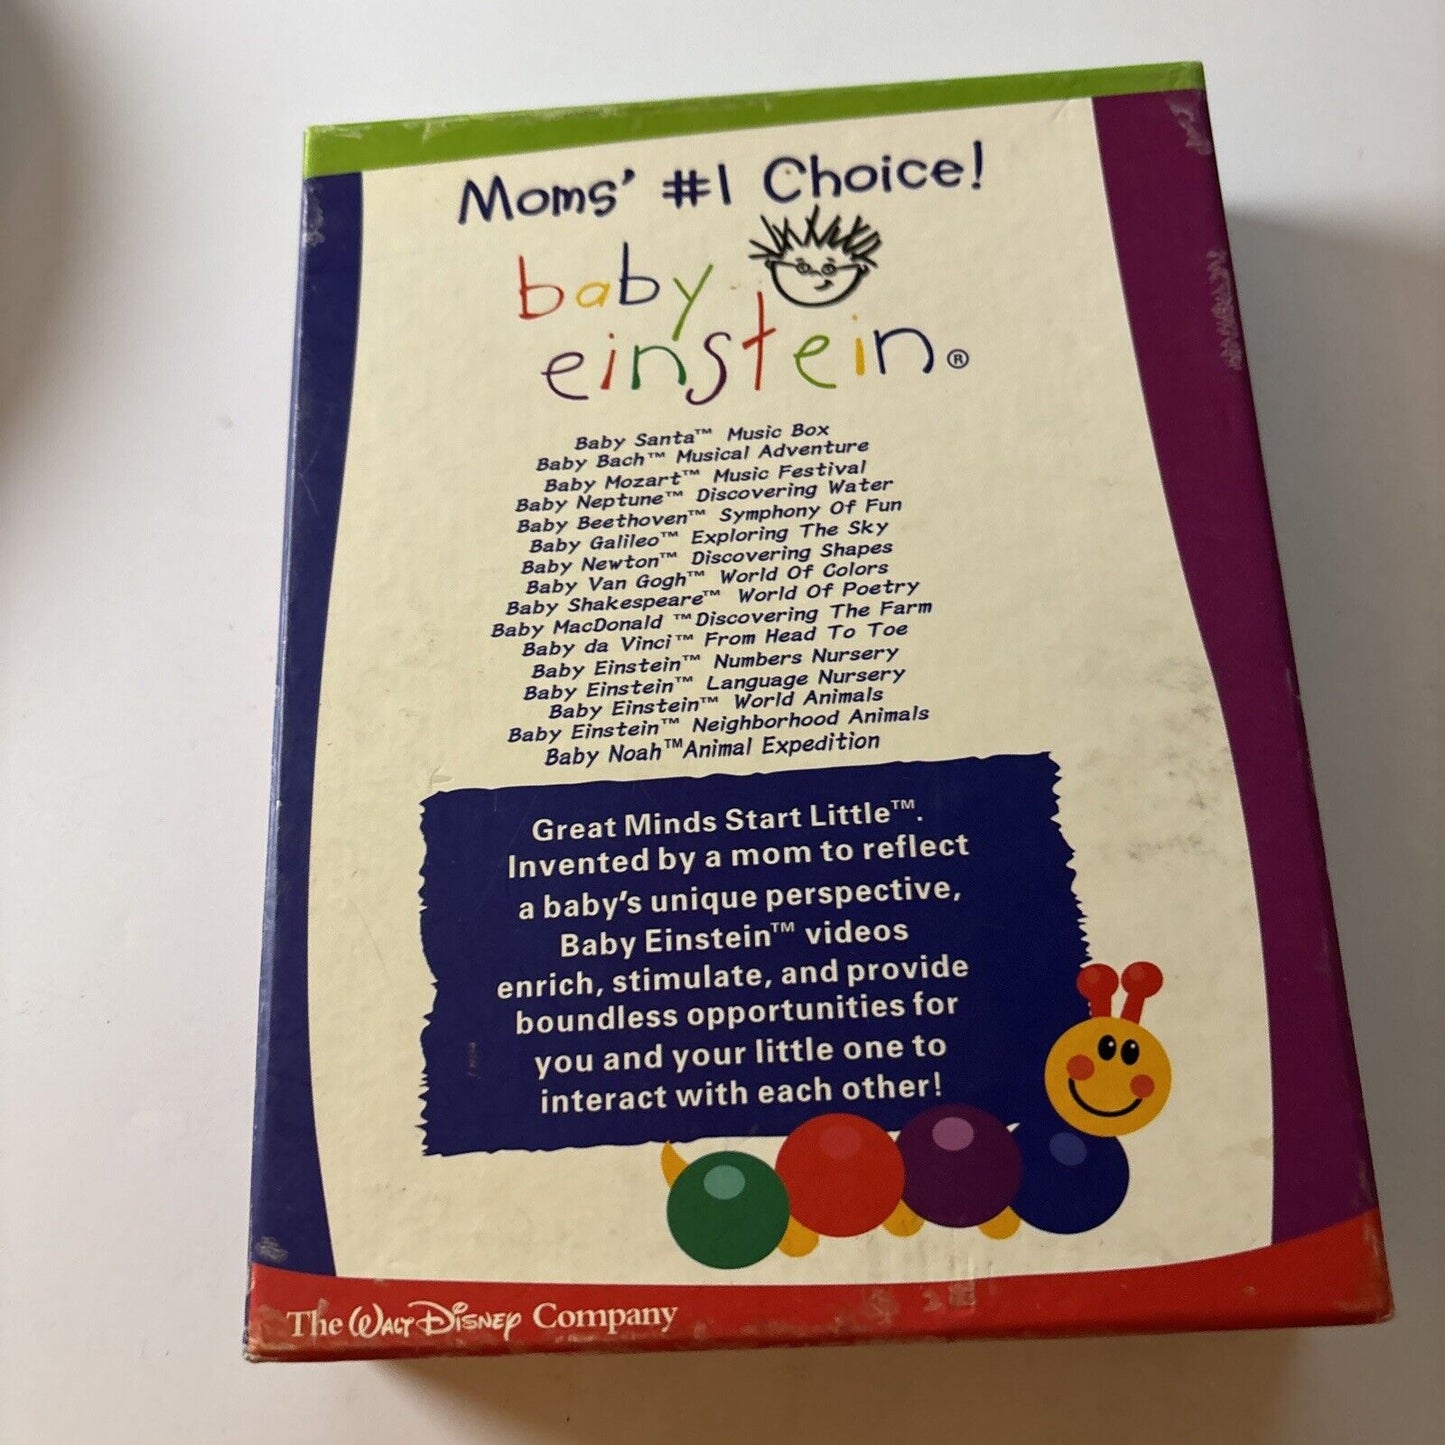 Moms' #1 Choice!
baby
einstein®
Baby Santa™ Music Box
Baby Bach™ Musical Adventure
Baby Mozart™ Music Festival
Baby Neptune™ Discovering Water
Baby Beethoven™ Symphony Of Fun
Baby Galileo™ Exploring The Sky
Baby Newton™ Discovering Shapes
Baby Van Gogh™ World Of Colors
Baby Shakespeare™ World Of Poetry
Baby MacDonald ™Discovering The Farm
Baby da Vinci™ From Head To Toe
Baby Einstein™ Numbers Nursery
Baby Einstein™ Language Nursery
Baby Einstein™ World Animals
Baby Einstein™ Neighborhood Animals
Baby Noah™Animal Expedition
Great Minds Start Little™.
Invented by a mom to reflect
a baby's unique perspective,
Baby Einstein™ videos
enrich, stimulate, and provide
boundless opportunities for
you and your little one to
interact with each other!
The Walt Disney Company